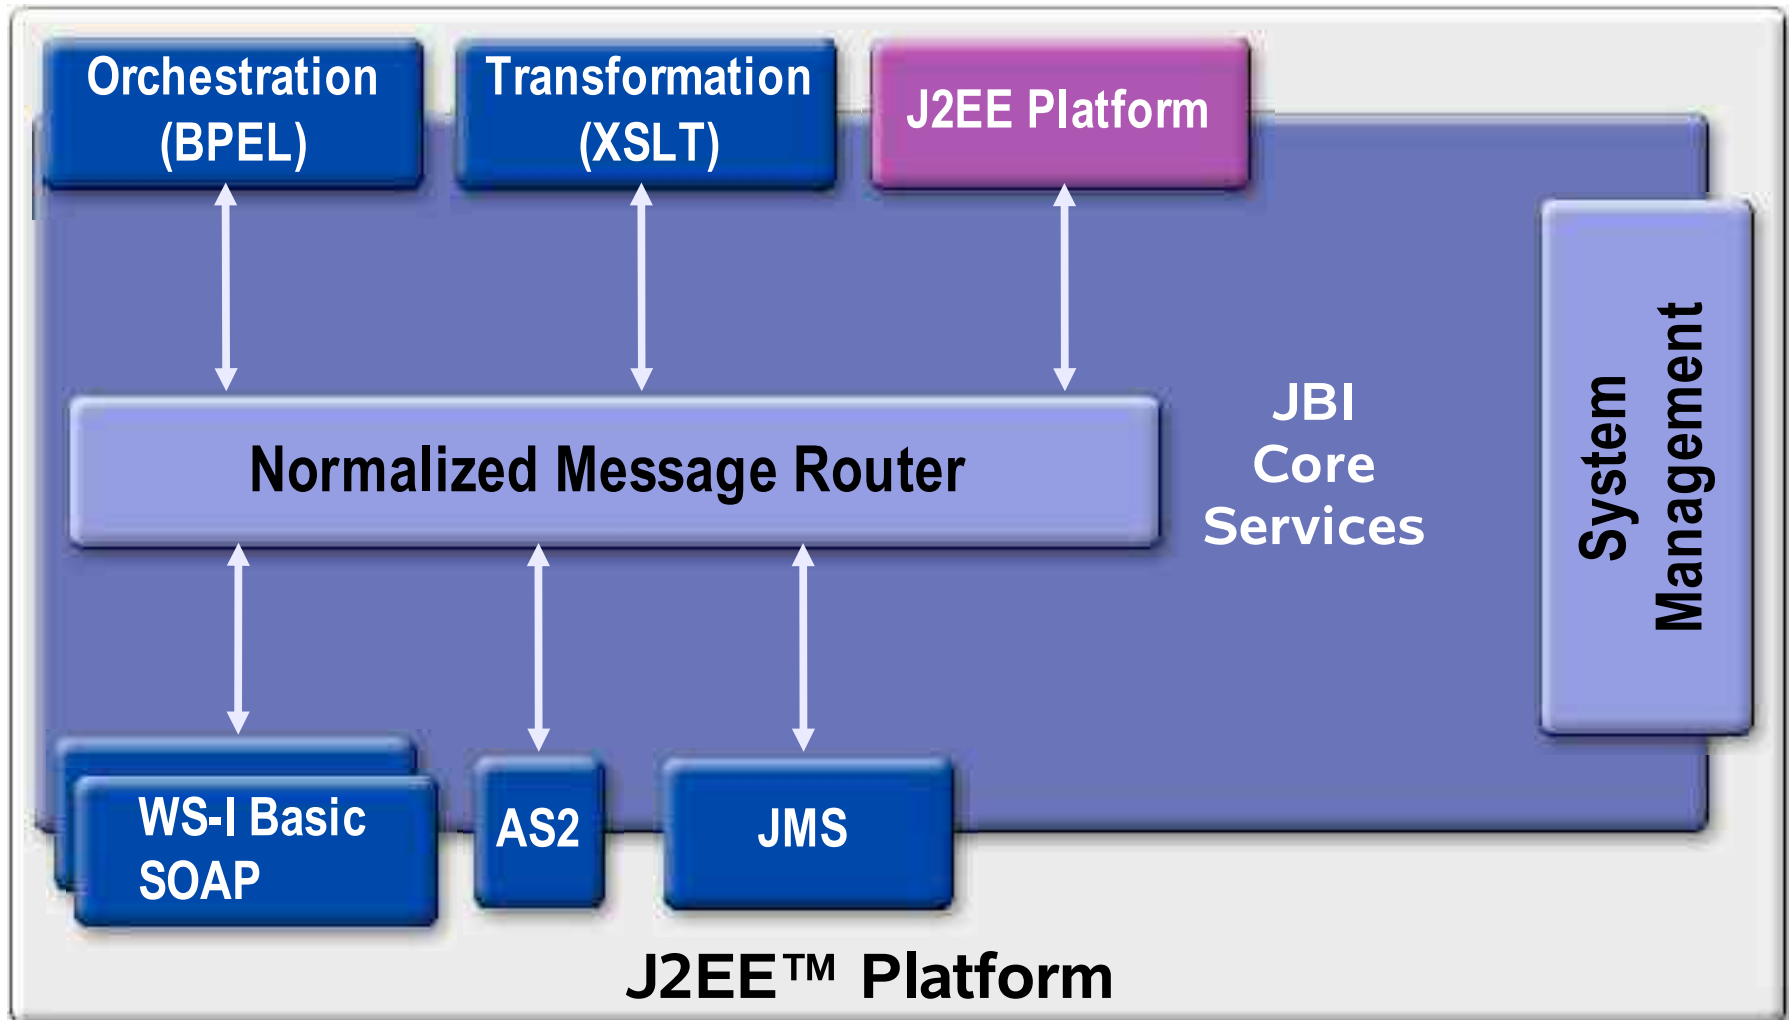 Orchestration
(BPEL)
Transformation
(XSLT)
J2EE Platform
Normalized Message Router
JBI
Core
Services
System
Management
WS-I Basic
SOAP
AS2
JMS
J2EE™ Platform